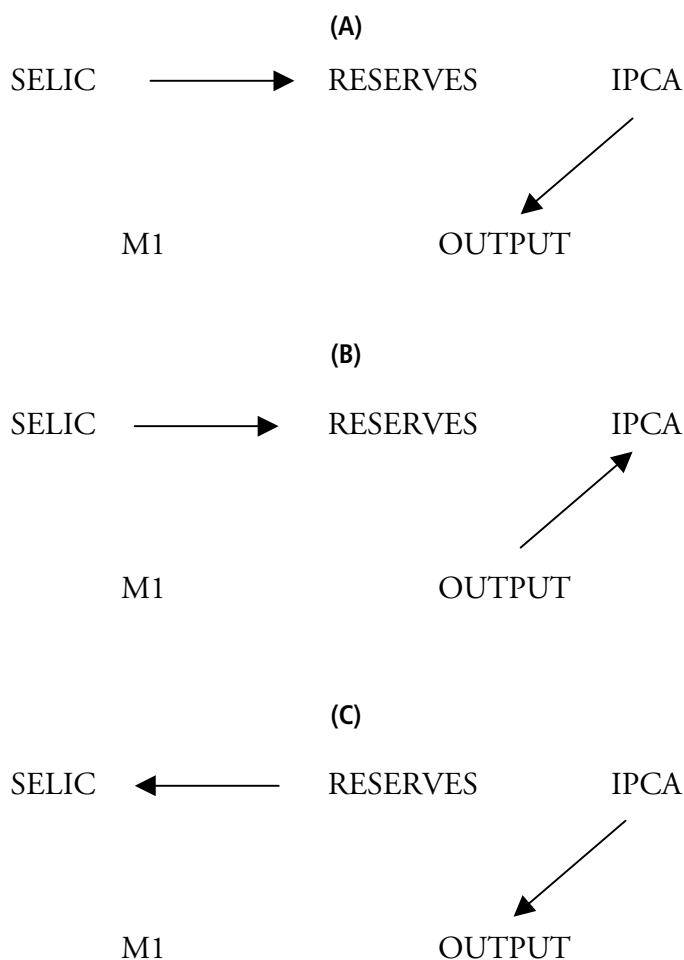 (A)
SELIC RESERVES IPCA
M1 OUTPUT
(B)
SELIC RESERVES IPCA
M1 OUTPUT
(C)
SELIC RESERVES IPCA
M1 OUTPUT